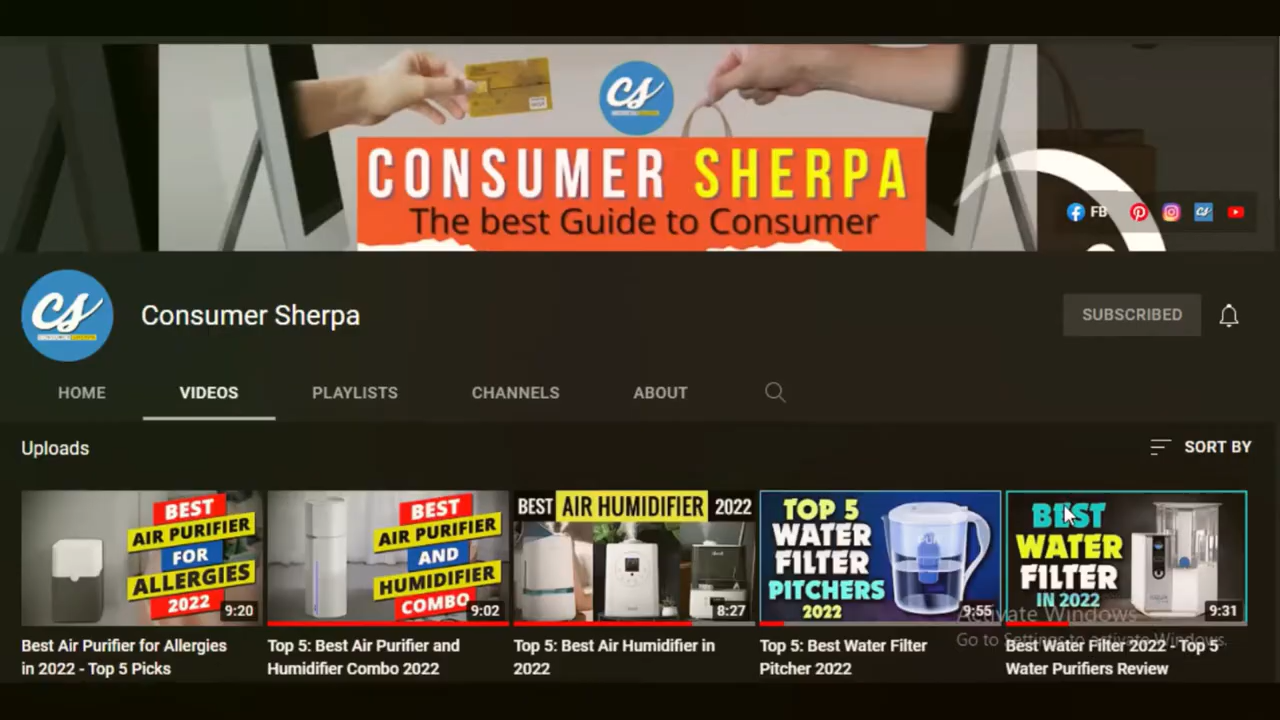 CS
CONSUMER SHERPA
The best Guide to Consumer
FB
CS
CS
Consumer Sherpa
SUBSCRIBED
HOME VIDEOS PLAYLISTS CHANNELS ABOUT
Uploads
SORT BY
BEST
AIR PURIFIER
FOR
ALLERGIES
2022
9:20
BEST
AIR PURIFIER
AND
HUMIDIFIER
COMBO
9:02
BEST AIR HUMIDIFIER 2022
8:27
TOP 5
WATER
FILTER
PITCHERS
2022
9:55
BEST
WATER
FILTER
IN 2022
9:31
Activate Windows
Go to Settings to activate Windows.
Best Air Purifier for Allergies
in 2022 - Top 5 Picks
Top 5: Best Air Purifier and
Humidifier Combo 2022
Top 5: Best Air Humidifier in
2022
Top 5: Best Water Filter
Pitcher 2022
Best Water Filter 2022 - Top 5
Water Purifiers Review